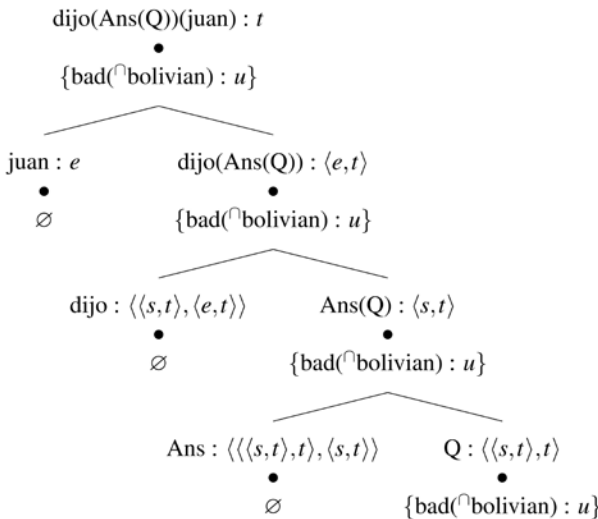 dijo(Ans(Q))(juan) : t
•
{bad(∩bolivian) : u}
juan : e
•
∅
dijo(Ans(Q)) : ⟨e,t⟩
•
{bad(∩bolivian) : u}
dijo : ⟨⟨s,t⟩,⟨e,t⟩⟩
•
∅
Ans(Q) : ⟨s,t⟩
•
{bad(∩bolivian) : u}
Ans : ⟨⟨⟨s,t⟩,t⟩,⟨s,t⟩⟩
•
∅
Q : ⟨⟨s,t⟩,t⟩
•
{bad(∩bolivian) : u}